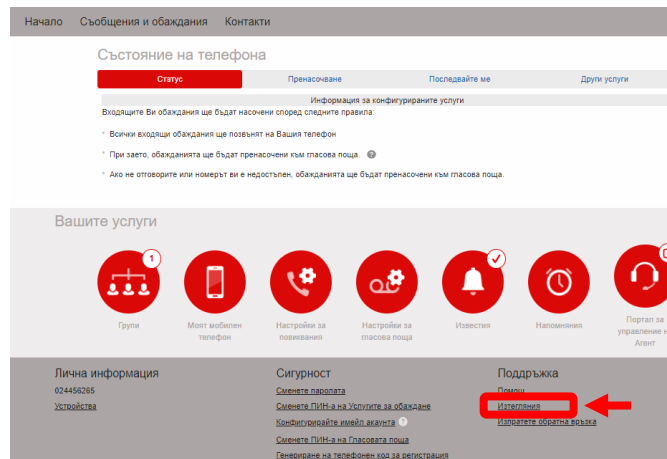 Начало Съобщения и обаждания Контакти
Състояние на телефона
Статус Пренасочване Последвайте ме Други услуги
Информация за конфигурираните услуги
Входящите Ви обаждания ще бъдат насочени според следните правила:
Всички входящи обаждания ще позвънят на Вашия телефон
При заето, обажданията ще бъдат пренасочени към гласова поща. ?
Ако не отговорите или номерът ви е недостъпен, обажданията ще бъдат пренасочени към гласова поща.
Вашите услуги
1
Групи
Моят мобилен
телефон
Настройки за
повиквания
Настройки за
гласова поща
Известия
Напомняния
Портал за
управление
Агент
Лична информация
024456265
Устройства
Сигурност
Сменете паролата
Сменете ПИН-а на Услугите за обаждане
Конфигурирайте имейл акаунта ?
Сменете ПИН-а на Гласовата поща
Генериране на телефонен код за регистрация
Поддръжка
Помощ
Изтегляния
Изпратете обратна връзка